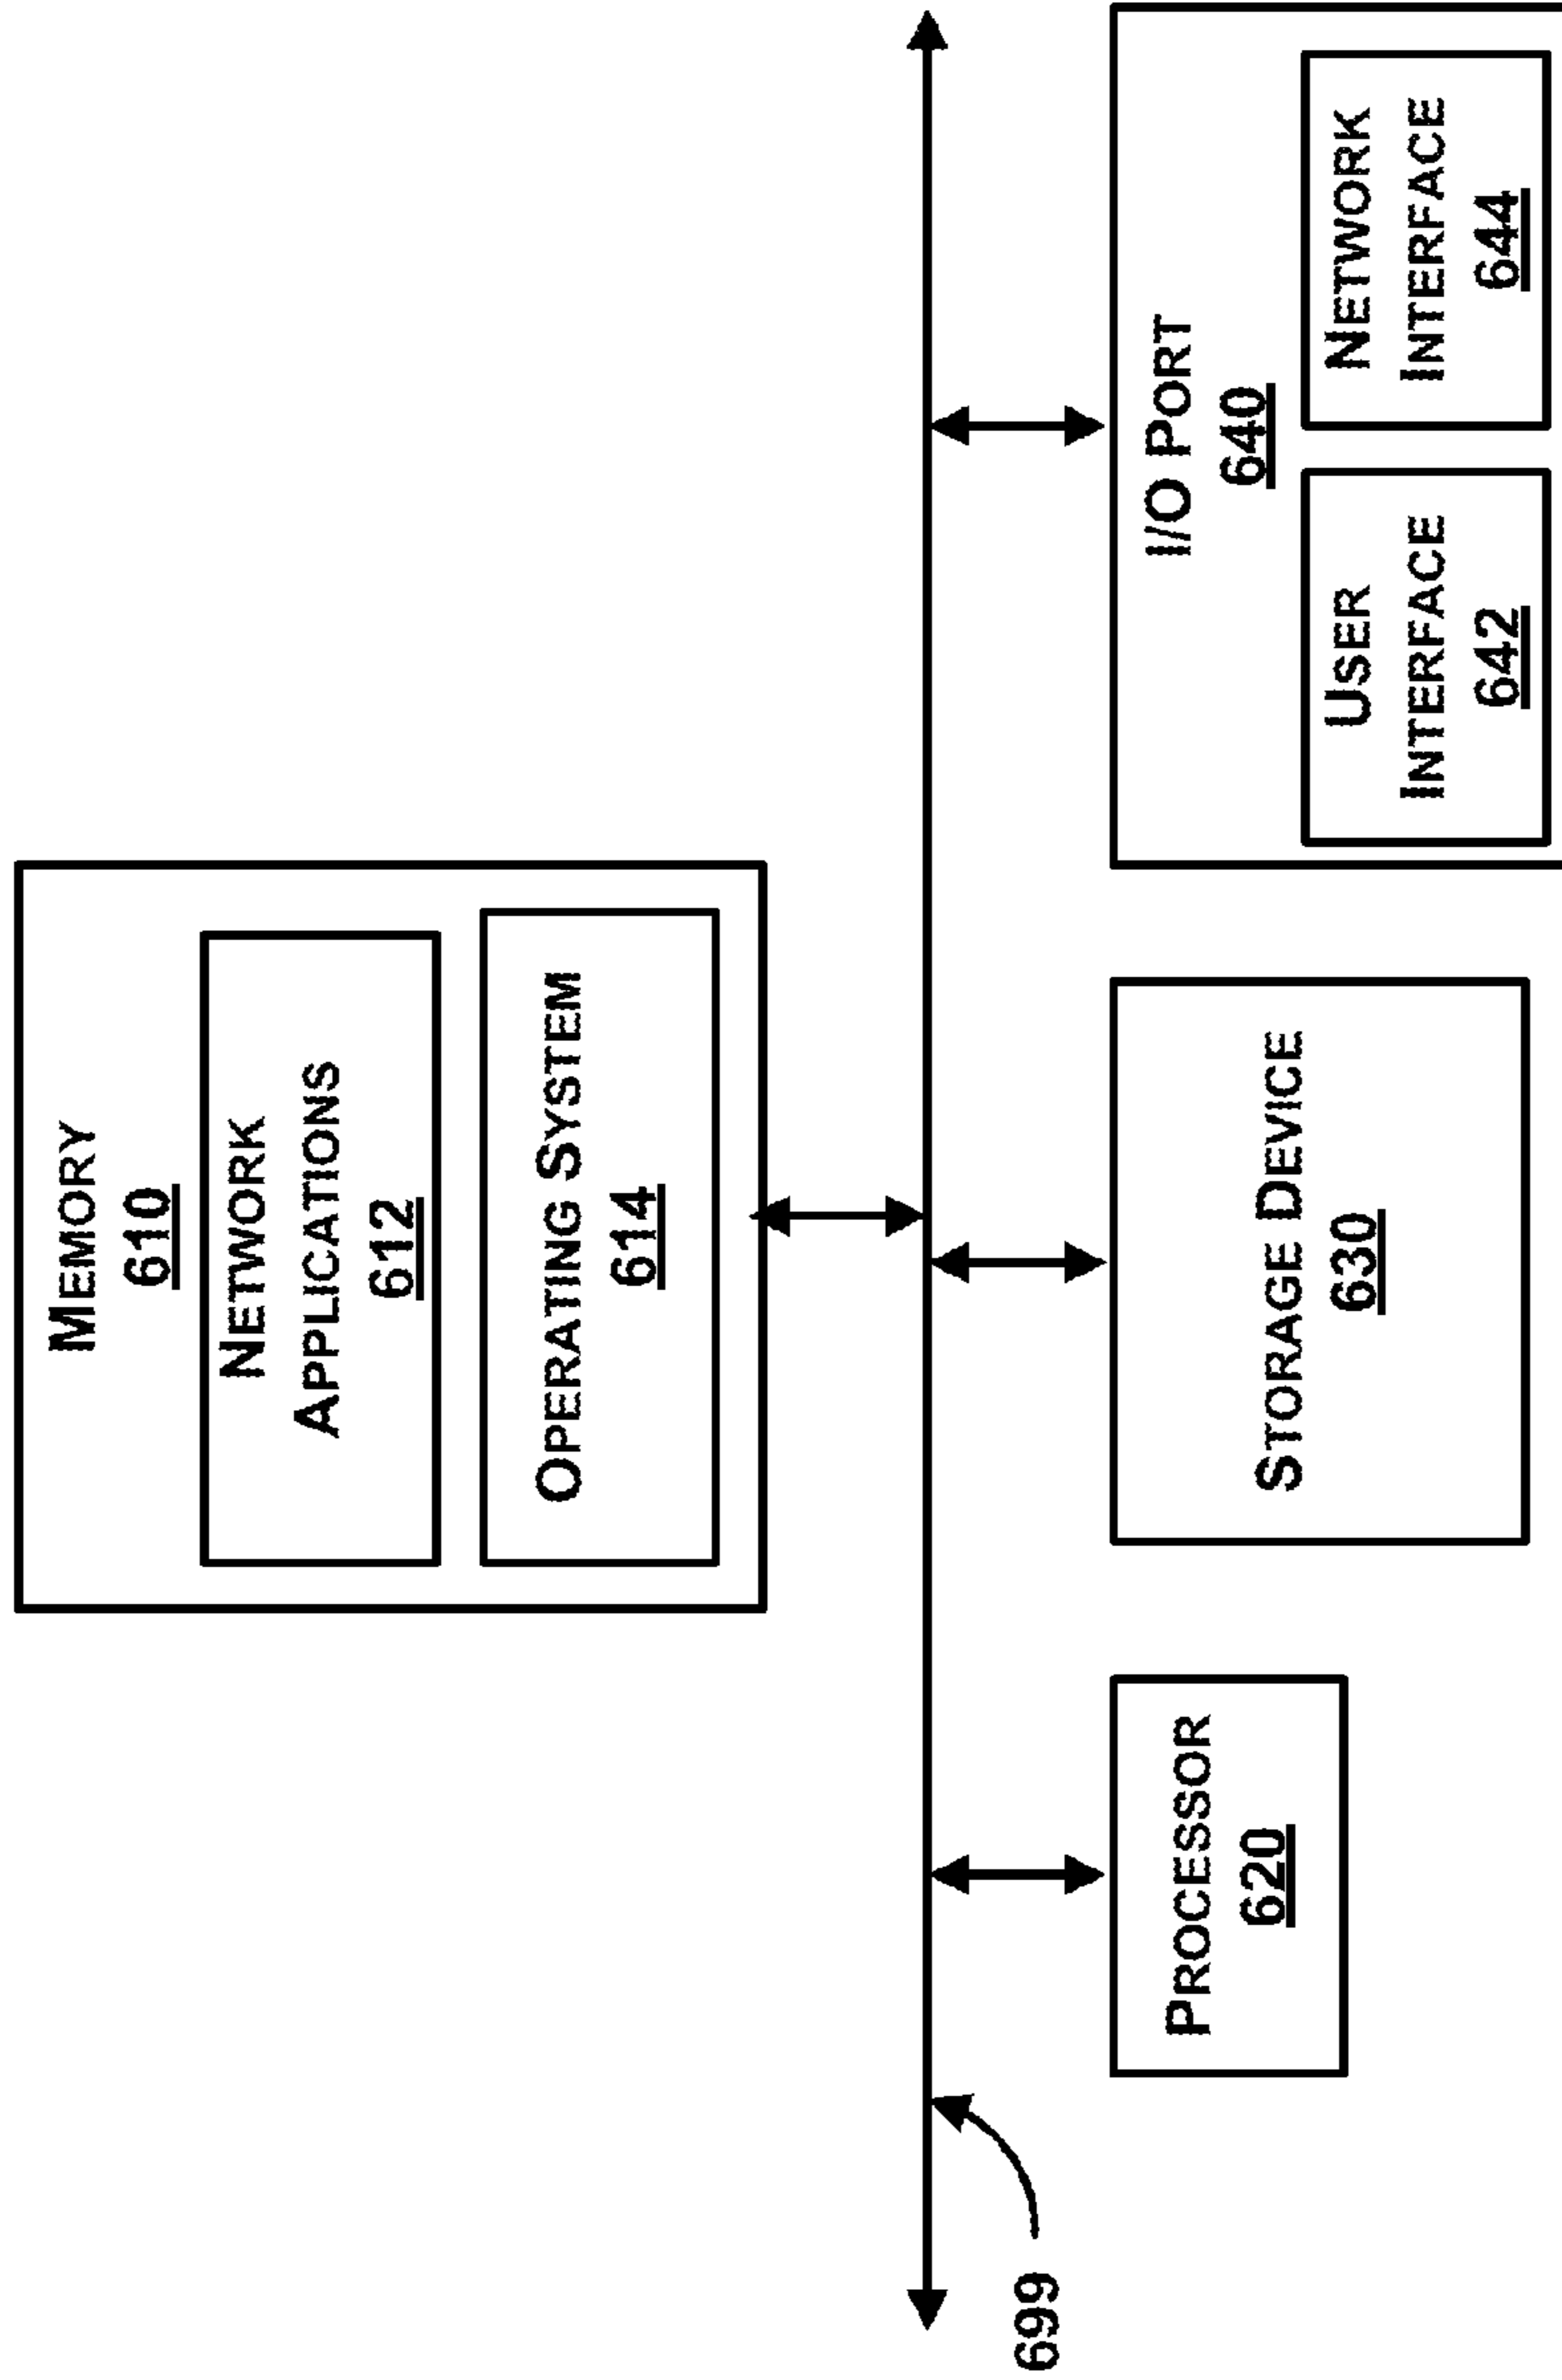 MEMORY
610
NETWORK
APPLICATIONS
612
OPERATING SYSTEM
614
699
PROCESSOR
620
STORAGE DEVICE
630
I/O PORT
640
USER
INTERFACE
642
NETWORK
INTERFACE
644